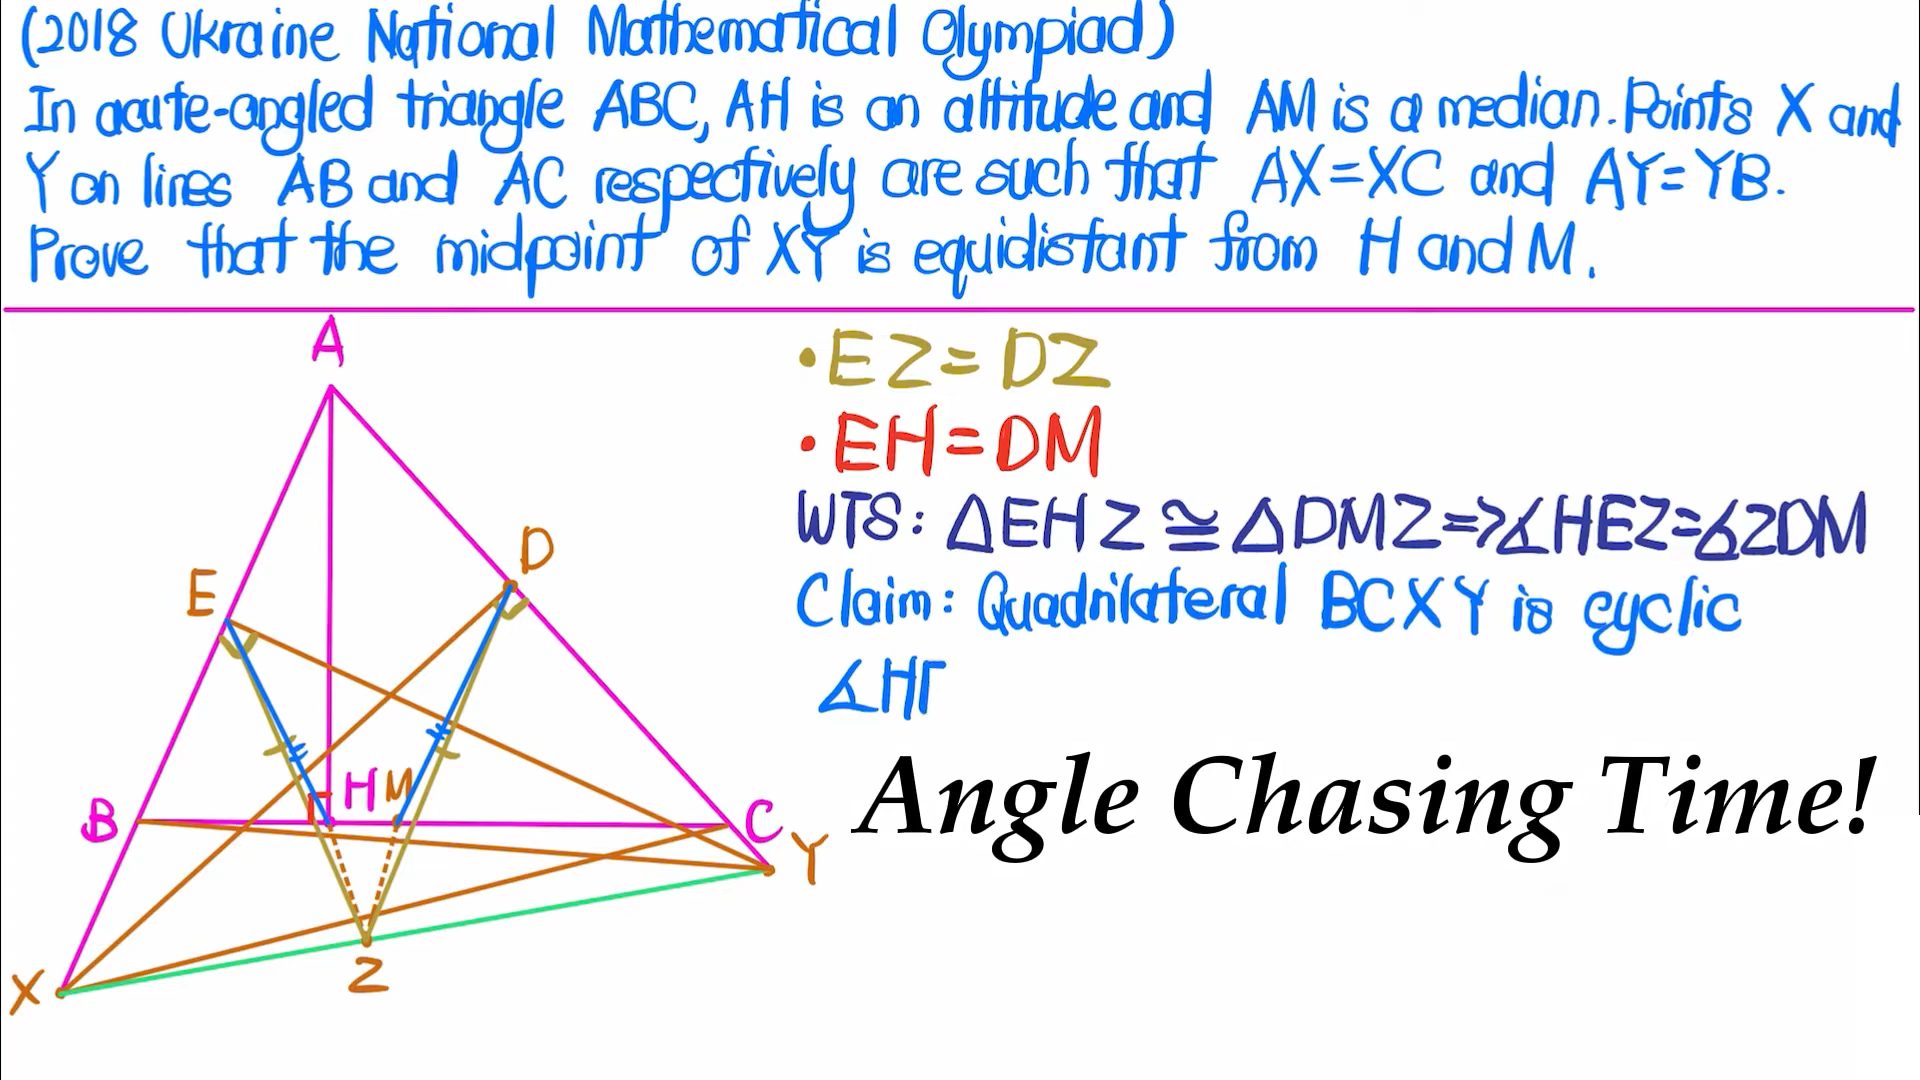 (2018 Ukraine National Mathematical Olympiad)
In acute-angled triangle ABC, AH is an altitude and AM is a median. Points X and
Y on lines AB and AC respectively are such that AX=XC and AY=YB.
Prove that the midpoint of XY is equidistant from H and M.
A
•EZ=DZ
•EH=DM
WTS: △EHZ≅△DMZ=>∡HEZ=∡ZDM
D
E
Claim: Quadrilateral BCXY is cyclic
∡HΓ
Angle Chasing Time!
B
H
M
C
Y
Z
X